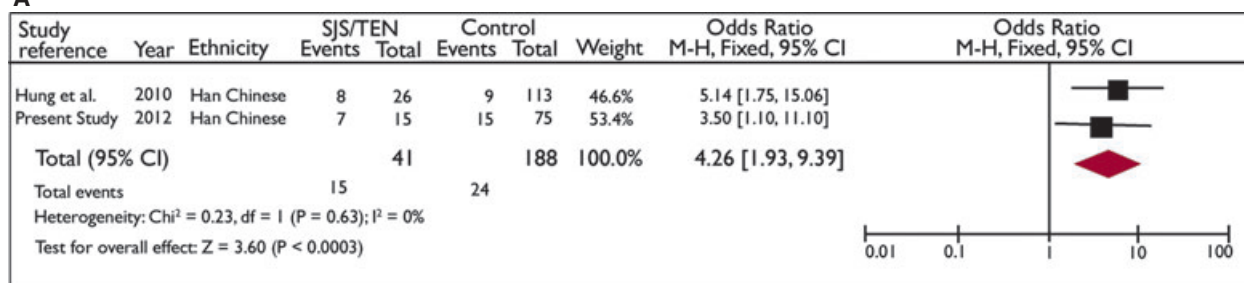 A
Study SJS/TEN Control Odds Ratio Odds Ratio
reference Year Ethnicity Events Total Events Total Weight M-H, Fixed, 95% CI M-H, Fixed, 95% CI
Hung et al. 2010 Han Chinese 8 26 9 113 46.6% 5.14 [1.75, 15.06]
Present Study 2012 Han Chinese 7 15 15 75 53.4% 3.50 [1.10, 11.10]
Total (95% CI) 41 188 100.0% 4.26 [1.93, 9.39]
Total events 15 24
Heterogeneity: Chi² = 0.23, df = 1 (P = 0.63); I² = 0%
Test for overall effect: Z = 3.60 (P < 0.0003)
0.01 0.1 1 10 100